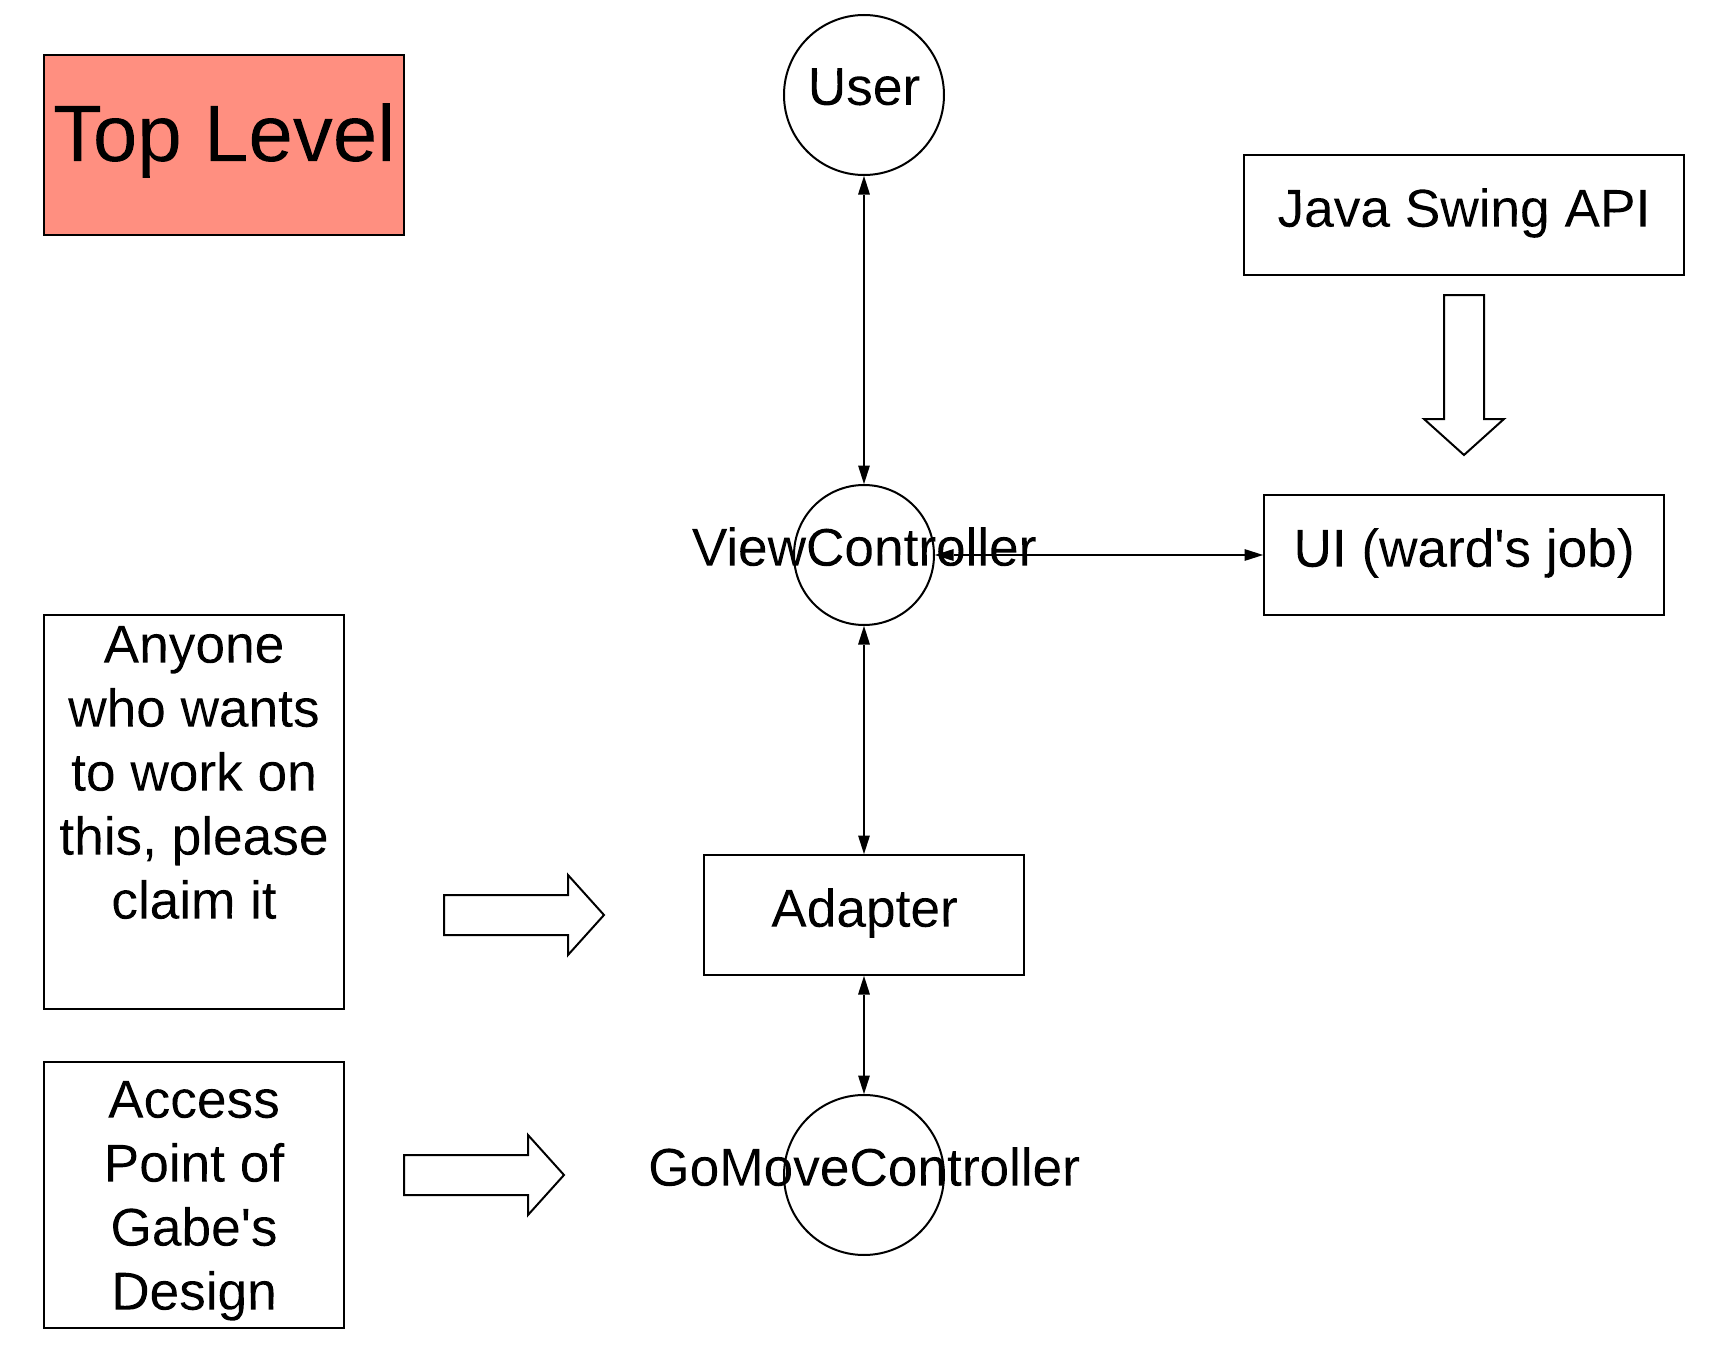 Top Level
User
Java Swing API
ViewController
UI (ward's job)
Anyone
who wants
to work on
this, please
claim it
Adapter
Access
Point of
Gabe's
Design
GoMoveController